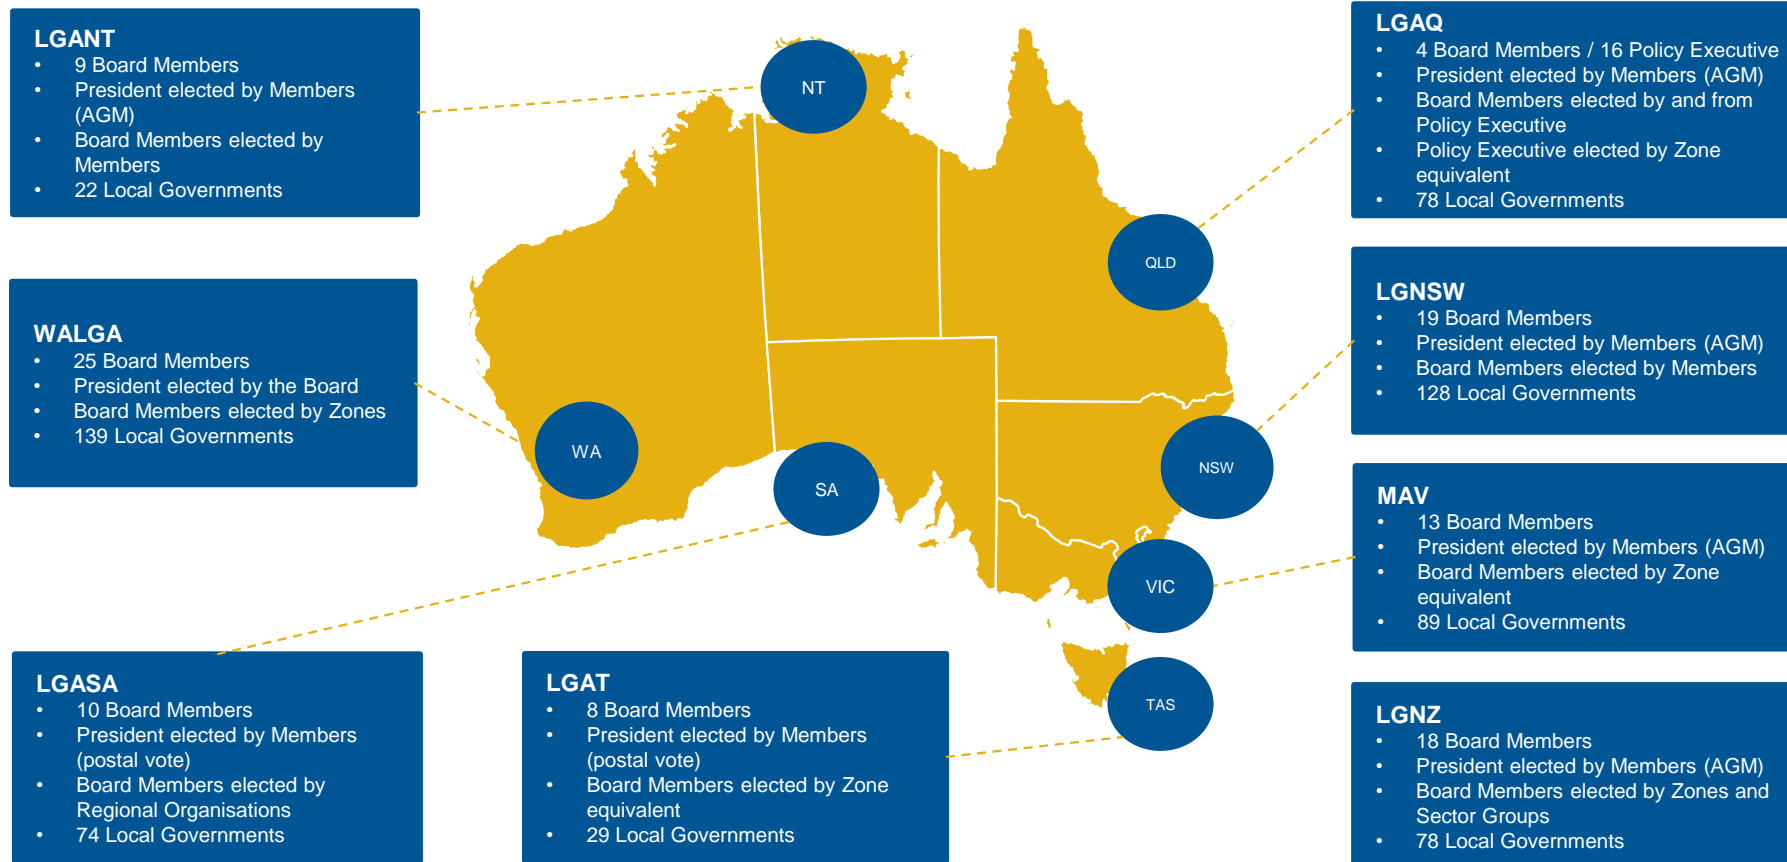 LGANT
• 9 Board Members
• President elected by Members
(AGM)
• Board Members elected by
Members
• 22 Local Governments
WALGA
• 25 Board Members
• President elected by the Board
• Board Members elected by Zones
• 139 Local Governments
LGASA
• 10 Board Members
• President elected by Members
(postal vote)
• Board Members elected by
Regional Organisations
• 74 Local Governments
LGAT
• 8 Board Members
• President elected by Members
(postal vote)
• Board Members elected by Zone
equivalent
• 29 Local Governments
NT
QLD
WA
SA
NSW
VIC
TAS
LGAQ
• 4 Board Members / 16 Policy Executive
• President elected by Members (AGM)
• Board Members elected by and from
Policy Executive
• Policy Executive elected by Zone
equivalent
• 78 Local Governments
LGNSW
• 19 Board Members
• President elected by Members (AGM)
• Board Members elected by Members
• 128 Local Governments
MAV
• 13 Board Members
• President elected by Members (AGM)
• Board Members elected by Zone
equivalent
• 89 Local Governments
LGNZ
• 18 Board Members
• President elected by Members (AGM)
• Board Members elected by Zones and
Sector Groups
• 78 Local Governments